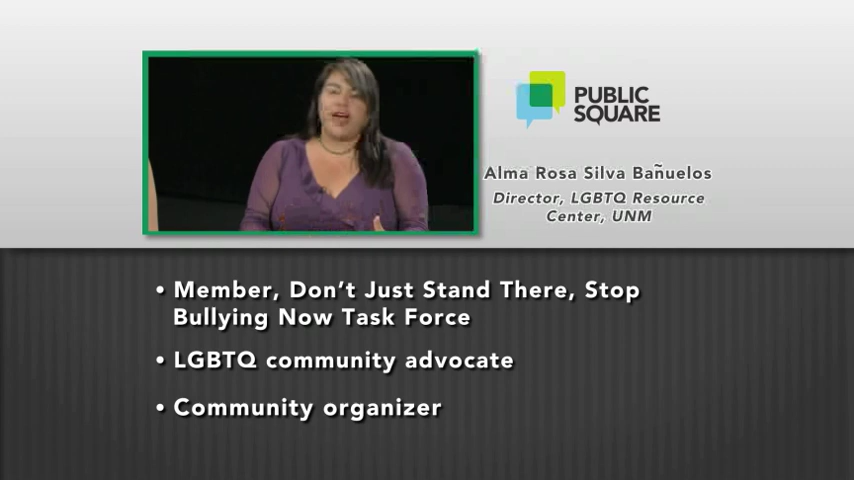 PUBLIC
SQUARE
Alma Rosa Silva Bañuelos
Director, LGBTQ Resource
Center, UNM
• Member, Don't Just Stand There, Stop
Bullying Now Task Force
• LGBTQ community advocate
• Community organizer